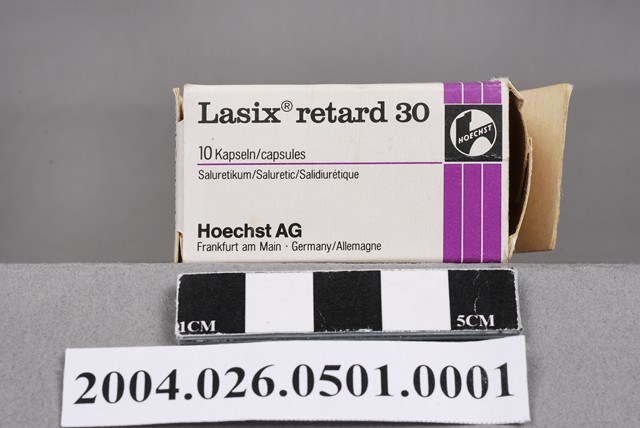 Lasix® retard 30
10 Kapseln/capsules
Saluretikum/Saluretic/Salidiurétique
HOECHST
Hoechst AG
Frankfurt am Main · Germany/Allemagne
1CM 5CM
2004.026.0501.0001